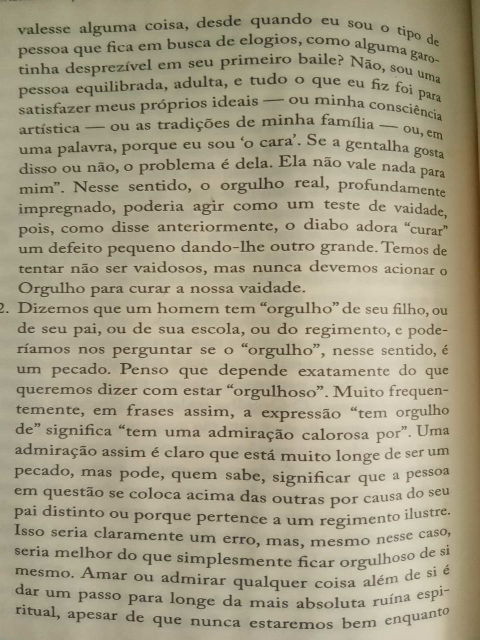 valesse alguma coisa, desde quando eu sou o tipo de
pessoa que fica em busca de elogios, como alguma garo-
tinha desprezível em seu primeiro baile? Não, sou uma
pessoa equilibrada, adulta, e tudo o que eu fiz foi para
satisfazer meus próprios ideais — ou minha consciência
artística — ou as tradições de minha família — ou, em
uma palavra, porque eu sou ‘o cara’. Se a gentalha gosta
disso ou não, o problema é dela. Ela não vale nada para
mim”. Nesse sentido, o orgulho real, profundamente
impregnado, poderia agir como um teste de vaidade,
pois, como disse anteriormente, o diabo adora “curar”
um defeito pequeno dando-lhe outro grande. Temos de
tentar não ser vaidosos, mas nunca devemos acionar o
Orgulho para curar a nossa vaidade.
2. Dizemos que um homem tem “orgulho” de seu filho, ou
de seu pai, ou de sua escola, ou do regimento, e pode-
ríamos nos perguntar se o “orgulho”, nesse sentido, é
um pecado. Penso que depende exatamente do que
queremos dizer com estar “orgulhoso”. Muito frequen-
temente, em frases assim, a expressão “tem orgulho
de” significa “tem uma admiração calorosa por”. Uma
admiração assim é claro que está muito longe de ser um
pecado, mas pode, quem sabe, significar que a pessoa
em questão se coloca acima das outras por causa do seu
pai distinto ou porque pertence a um regimento ilustre.
Isso seria claramente um erro, mas, mesmo nesse caso,
seria melhor do que simplesmente ficar orgulhoso de si
mesmo. Amar ou admirar qualquer coisa além de si é
dar um passo para longe da mais absoluta ruína espi-
ritual, apesar de que nunca estaremos bem enquanto